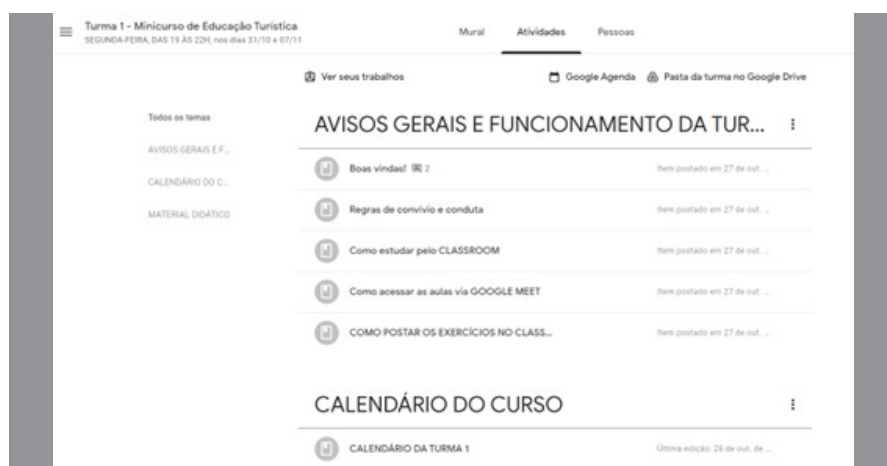 Turma 1 - Minicurso de Educação Turística
SEGUNDA-FEIRA, DAS 19 ÀS 22H, nos dias 31/10 e 07/11
Mural
Atividades
Pessoas
Ver seus trabalhos
Google Agenda
Pasta da turma no Google Drive
Todos os temas
AVISOS GERAIS E F...
CALENDÁRIO DO C...
MATERIAL DIDÁTICO
AVISOS GERAIS E FUNCIONAMENTO DA TUR...
Boas vindas! 2
Item postado em 27 de out. ...
Regras de convívio e conduta
Item postado em 27 de out. ...
Como estudar pelo CLASSROOM
Item postado em 27 de out. ...
Como acessar as aulas via GOOGLE MEET
Item postado em 27 de out. ...
COMO POSTAR OS EXERCÍCIOS NO CLASS...
Item postado em 27 de out. ...
CALENDÁRIO DO CURSO
CALENDÁRIO DA TURMA 1
Última edição: 28 de out. de ...